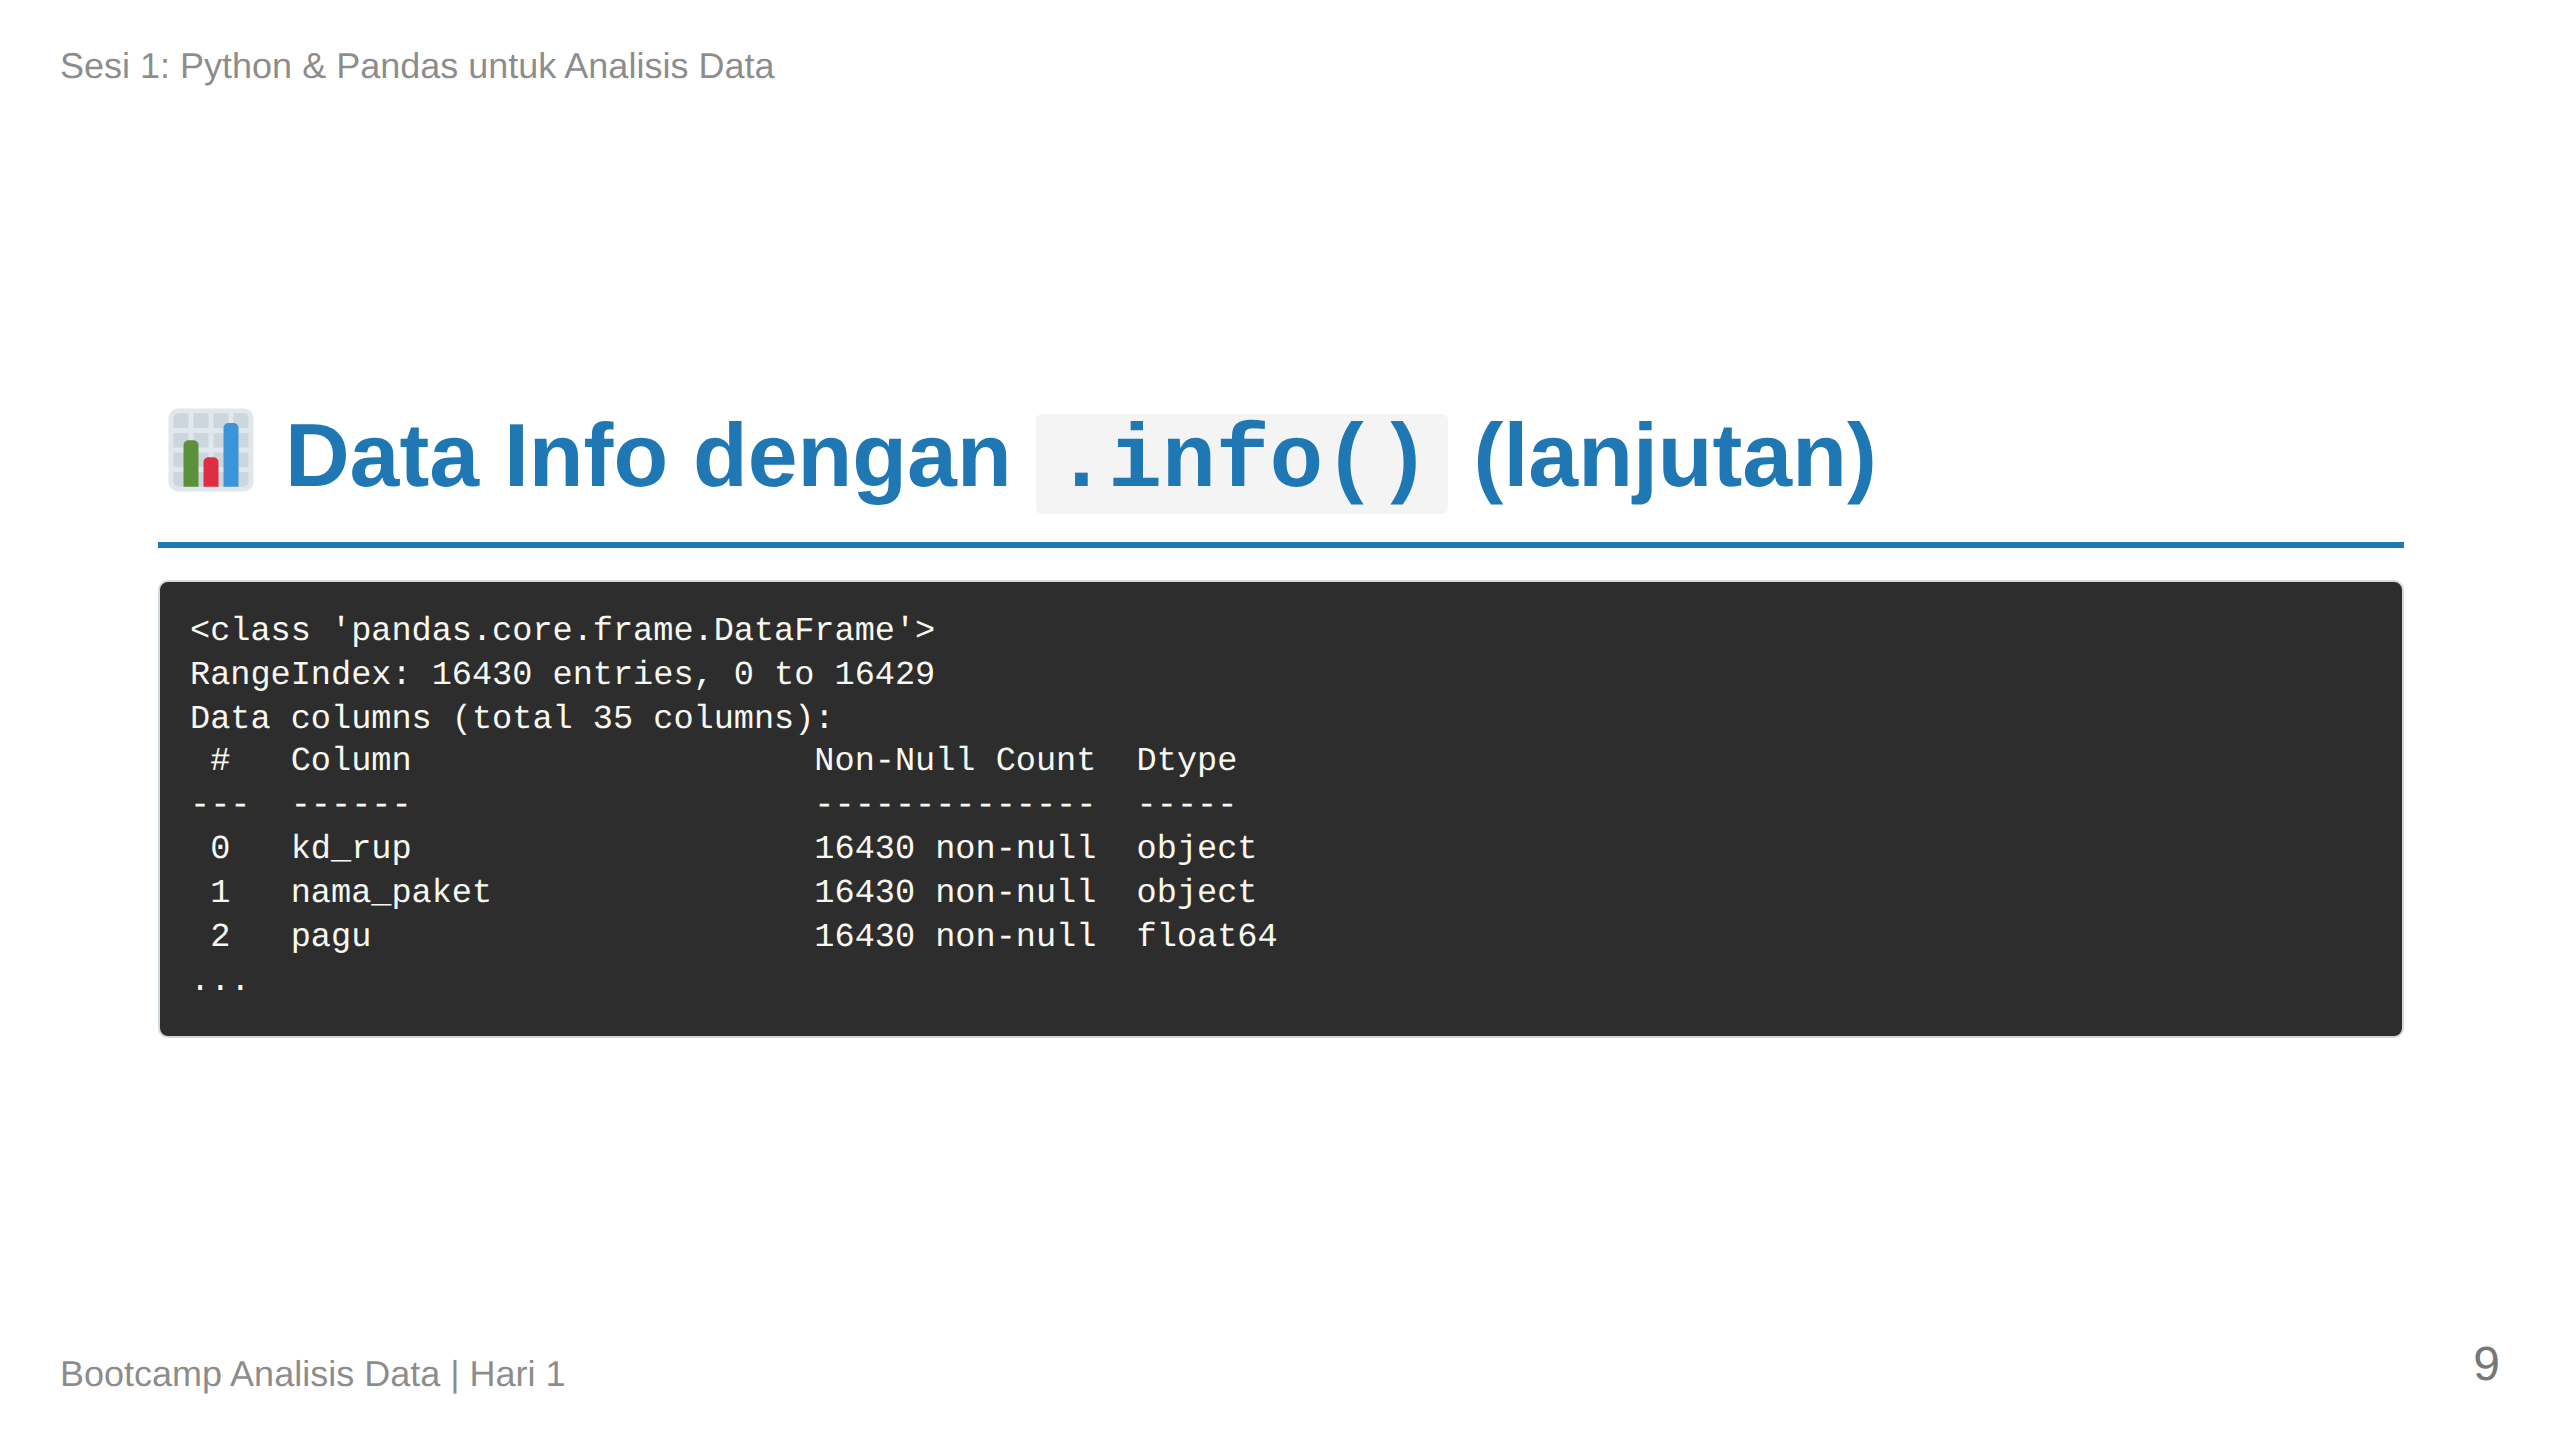 Sesi 1: Python & Pandas untuk Analisis Data
Data Info dengan .info() (lanjutan)
<class 'pandas.core.frame.DataFrame'>
RangeIndex: 16430 entries, 0 to 16429
Data columns (total 35 columns):
 #   Column                    Non-Null Count  Dtype
---  ------                    --------------  -----
 0   kd_rup                    16430 non-null  object
 1   nama_paket                16430 non-null  object
 2   pagu                      16430 non-null  float64
...
Bootcamp Analisis Data | Hari 1
9